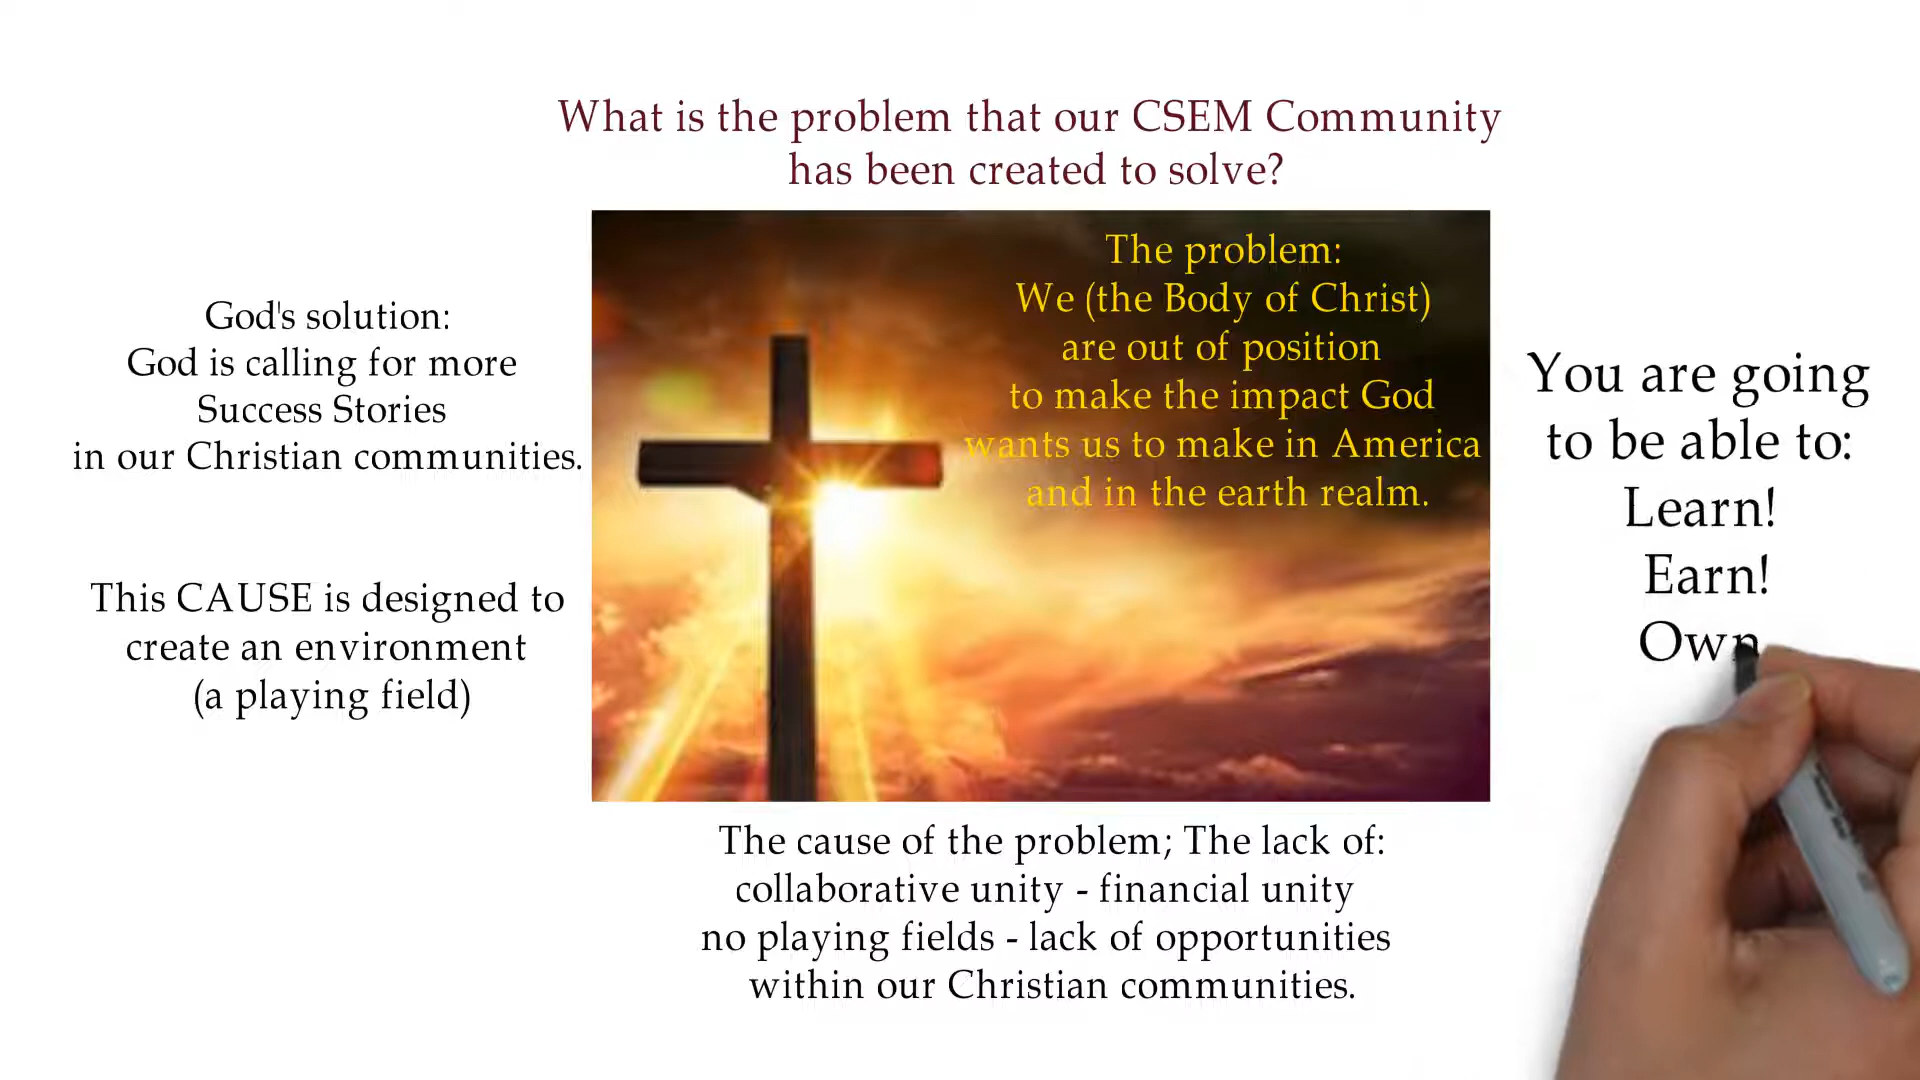 What is the problem that our CSEM Community
has been created to solve?
The problem:
We (the Body of Christ)
are out of position
to make the impact God
wants us to make in America
and in the earth realm.
God's solution:
God is calling for more
Success Stories
in our Christian communities.
This CAUSE is designed to
create an environment
(a playing field)
You are going
to be able to:
Learn!
Earn!
Own
The cause of the problem; The lack of:
collaborative unity - financial unity
no playing fields - lack of opportunities
within our Christian communities.